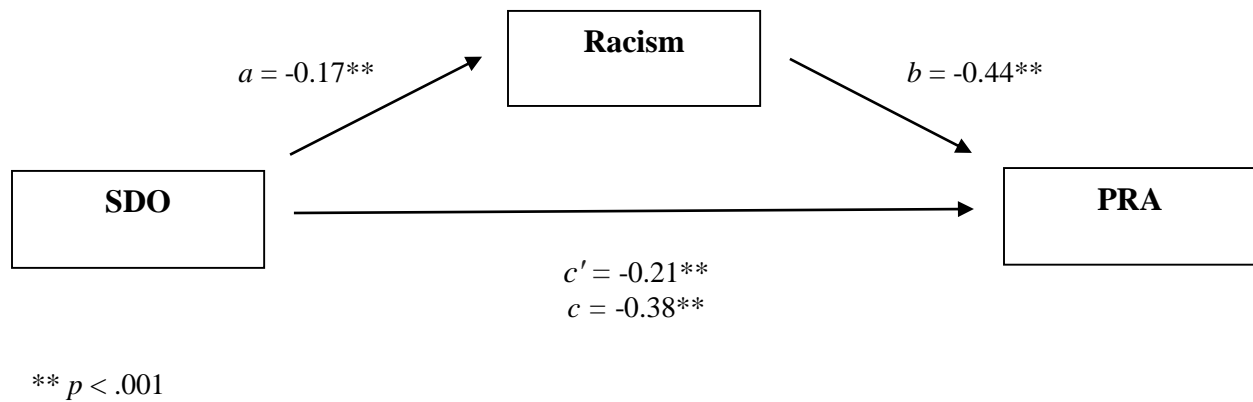 Racism
a = -0.17**
b = -0.44**
SDO
PRA
c′ = -0.21**
c = -0.38**
** p < .001